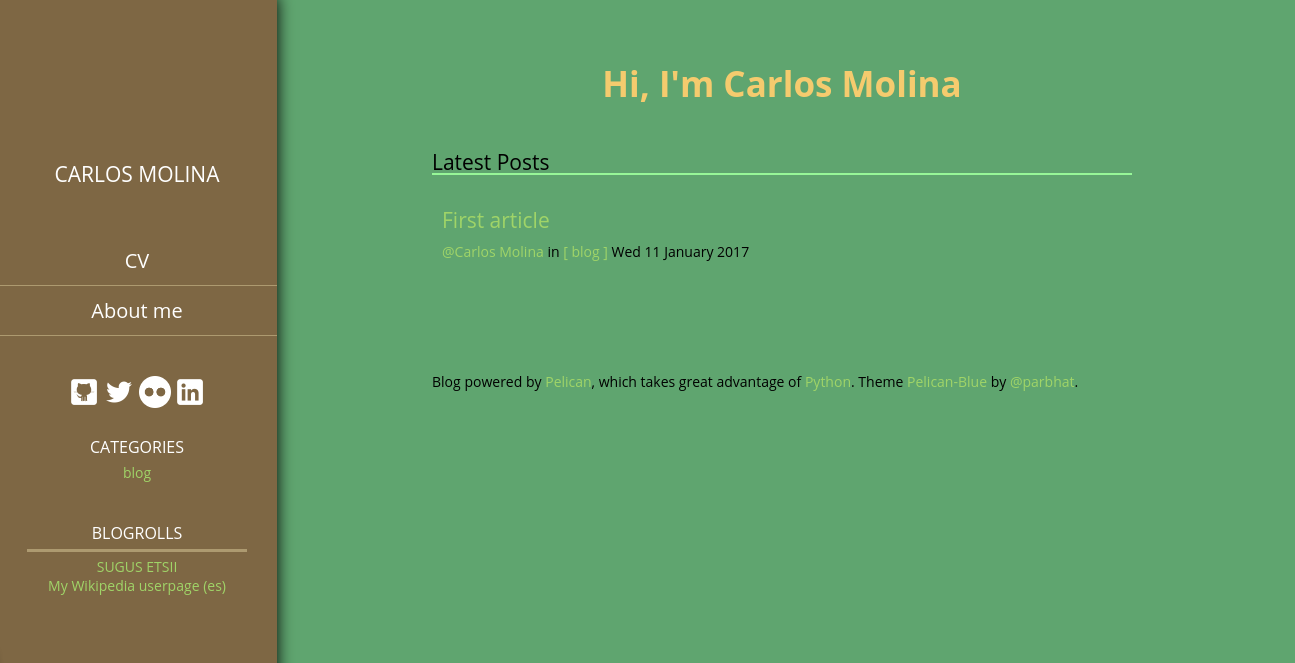 CARLOS MOLINA
CV
About me
CATEGORIES
blog
BLOGROLLS
SUGUS ETSII
My Wikipedia userpage (es)
Hi, I'm Carlos Molina
Latest Posts
First article
@Carlos Molina in [ blog ] Wed 11 January 2017
Blog powered by Pelican, which takes great advantage of Python. Theme Pelican-Blue by @parbhat.